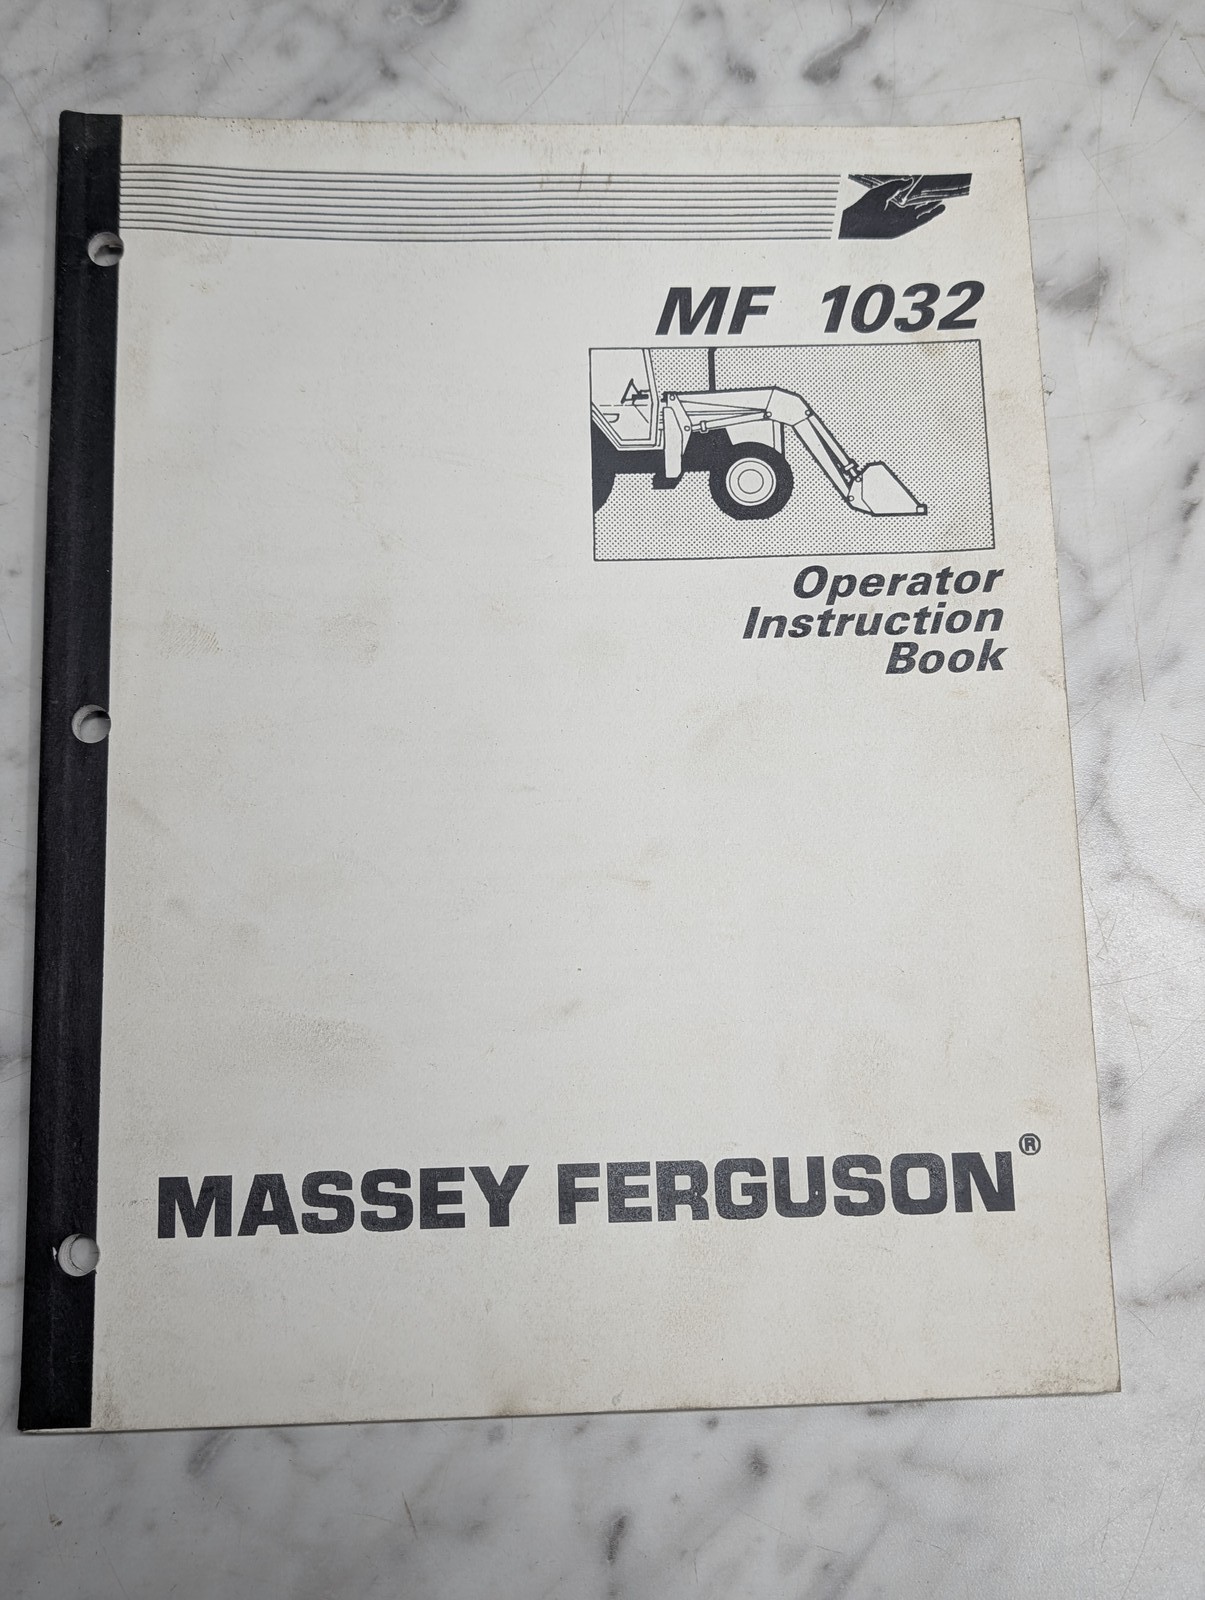 MF 1032
Operator
Instruction
Book
MASSEY FERGUSON®